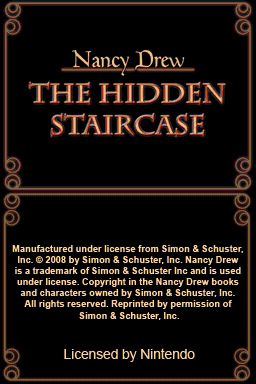 Nancy Drew
THE HIDDEN
STAIRCASE
Manufactured under license from Simon & Schuster,
Inc. © 2008 by Simon & Schuster, Inc. Nancy Drew
is a trademark of Simon & Schuster Inc and is used
under license. Copyright in the Nancy Drew books
and characters owned by Simon & Schuster, Inc.
All rights reserved. Reprinted by permission of
Simon & Schuster, Inc.
Licensed by Nintendo